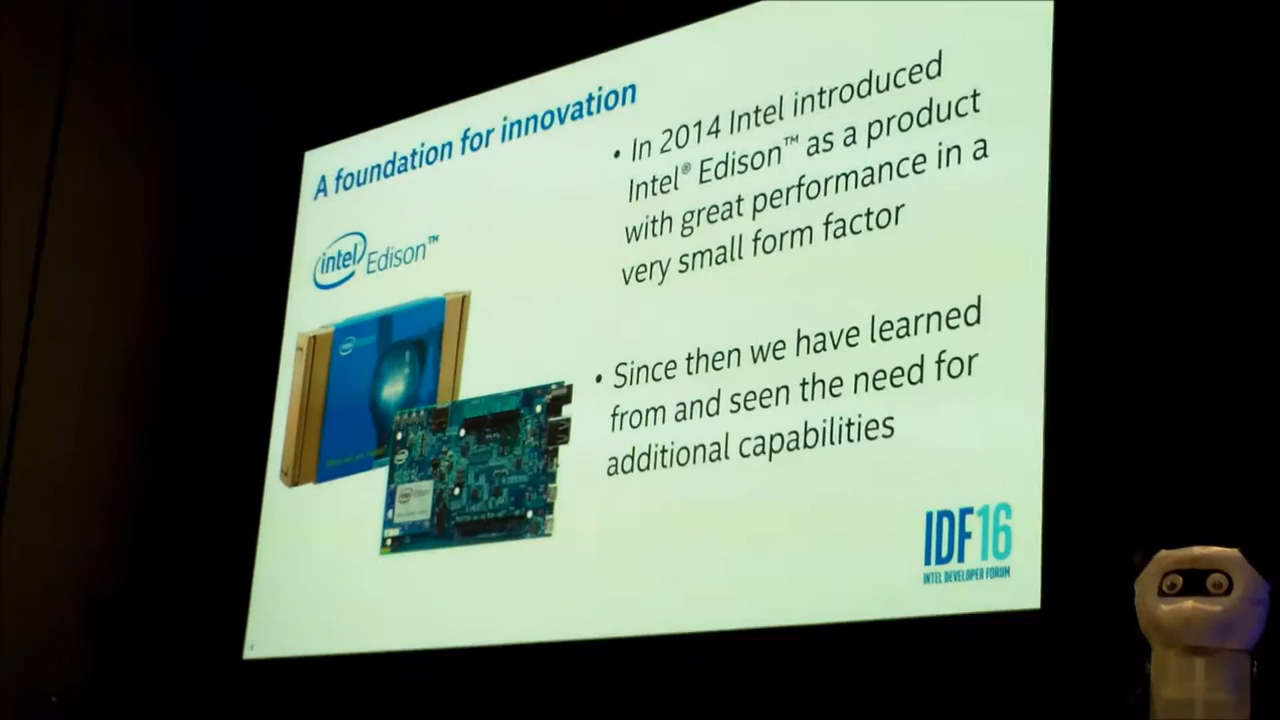 A foundation for innovation
• In 2014 Intel introduced
Intel® Edison™ as a product
with great performance in a
very small form factor
intel Edison™
• Since then we have learned
from and seen the need for
additional capabilities
IDF16
INTEL DEVELOPER FORUM